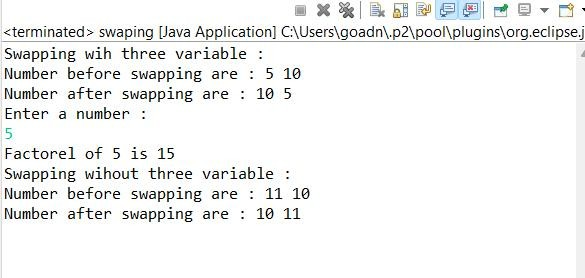 <terminated> swaping [Java Application] C:\Users\goadn\.p2\pool\plugins\org.eclipse.j
Swapping wih three variable :
Number before swapping are : 5 10
Number after swapping are : 10 5
Enter a number :
5
Factorel of 5 is 15
Swapping wihout three variable :
Number before swapping are : 11 10
Number after swapping are : 10 11